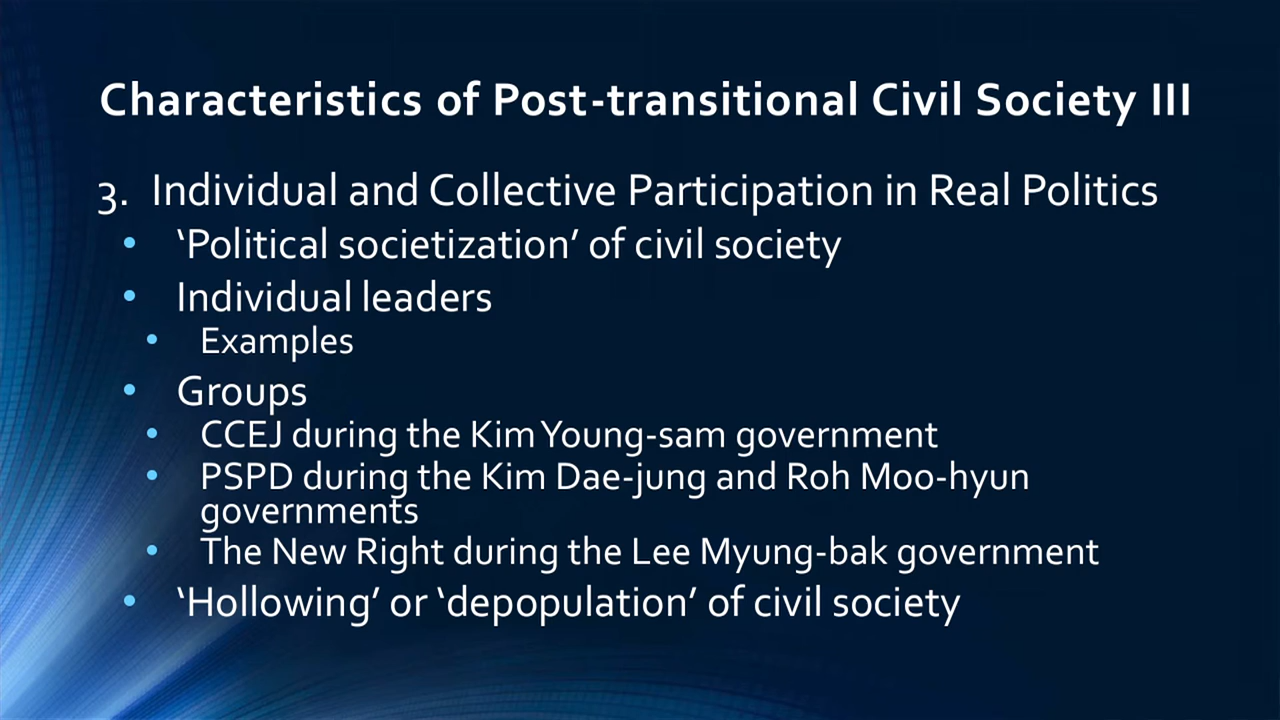 Characteristics of Post-transitional Civil Society III
3. Individual and Collective Participation in Real Politics
• ‘Political societization’ of civil society
• Individual leaders
• Examples
• Groups
• CCEJ during the Kim Young-sam government
• PSPD during the Kim Dae-jung and Roh Moo-hyun
governments
• The New Right during the Lee Myung-bak government
• ‘Hollowing’ or ‘depopulation’ of civil society